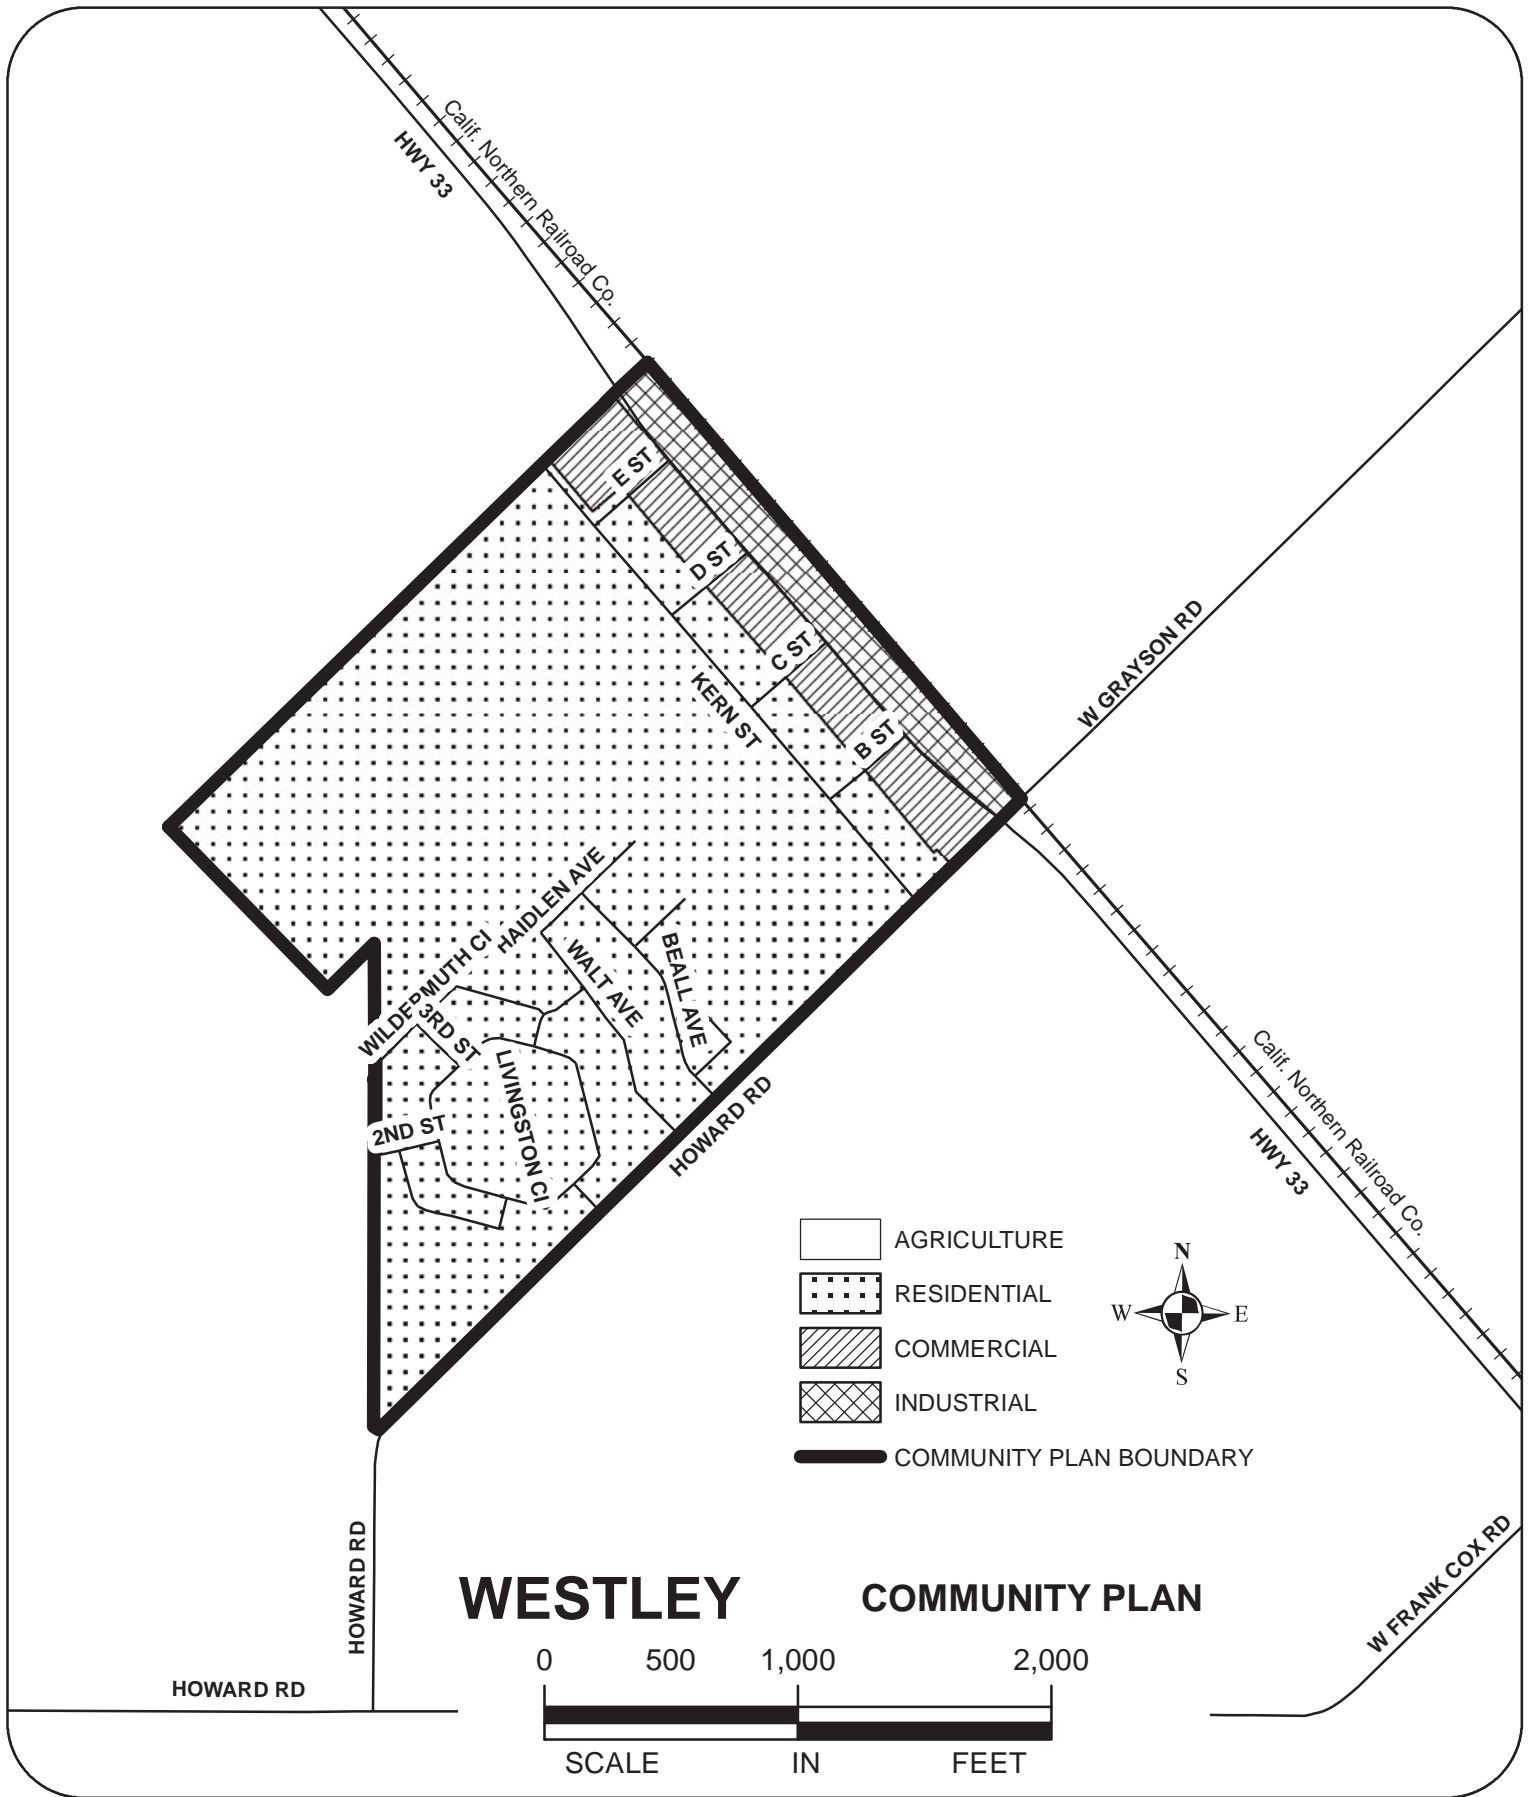 Calif. Northern Railroad Co.
HWY 33
E ST
D ST
C ST
B ST
KERN ST
W GRAYSON RD
HAIDLEN AVE
WILDERMUTH CI
WALT AVE
BEALL AVE
3RD ST
LIVINGSTON CI
2ND ST
HOWARD RD
Calif. Northern Railroad Co.
HWY 33
AGRICULTURE
RESIDENTIAL
COMMERCIAL
INDUSTRIAL
COMMUNITY PLAN BOUNDARY
N
W E
S
HOWARD RD
W FRANK COX RD
WESTLEY COMMUNITY PLAN
0 500 1,000 2,000
HOWARD RD
SCALE IN FEET